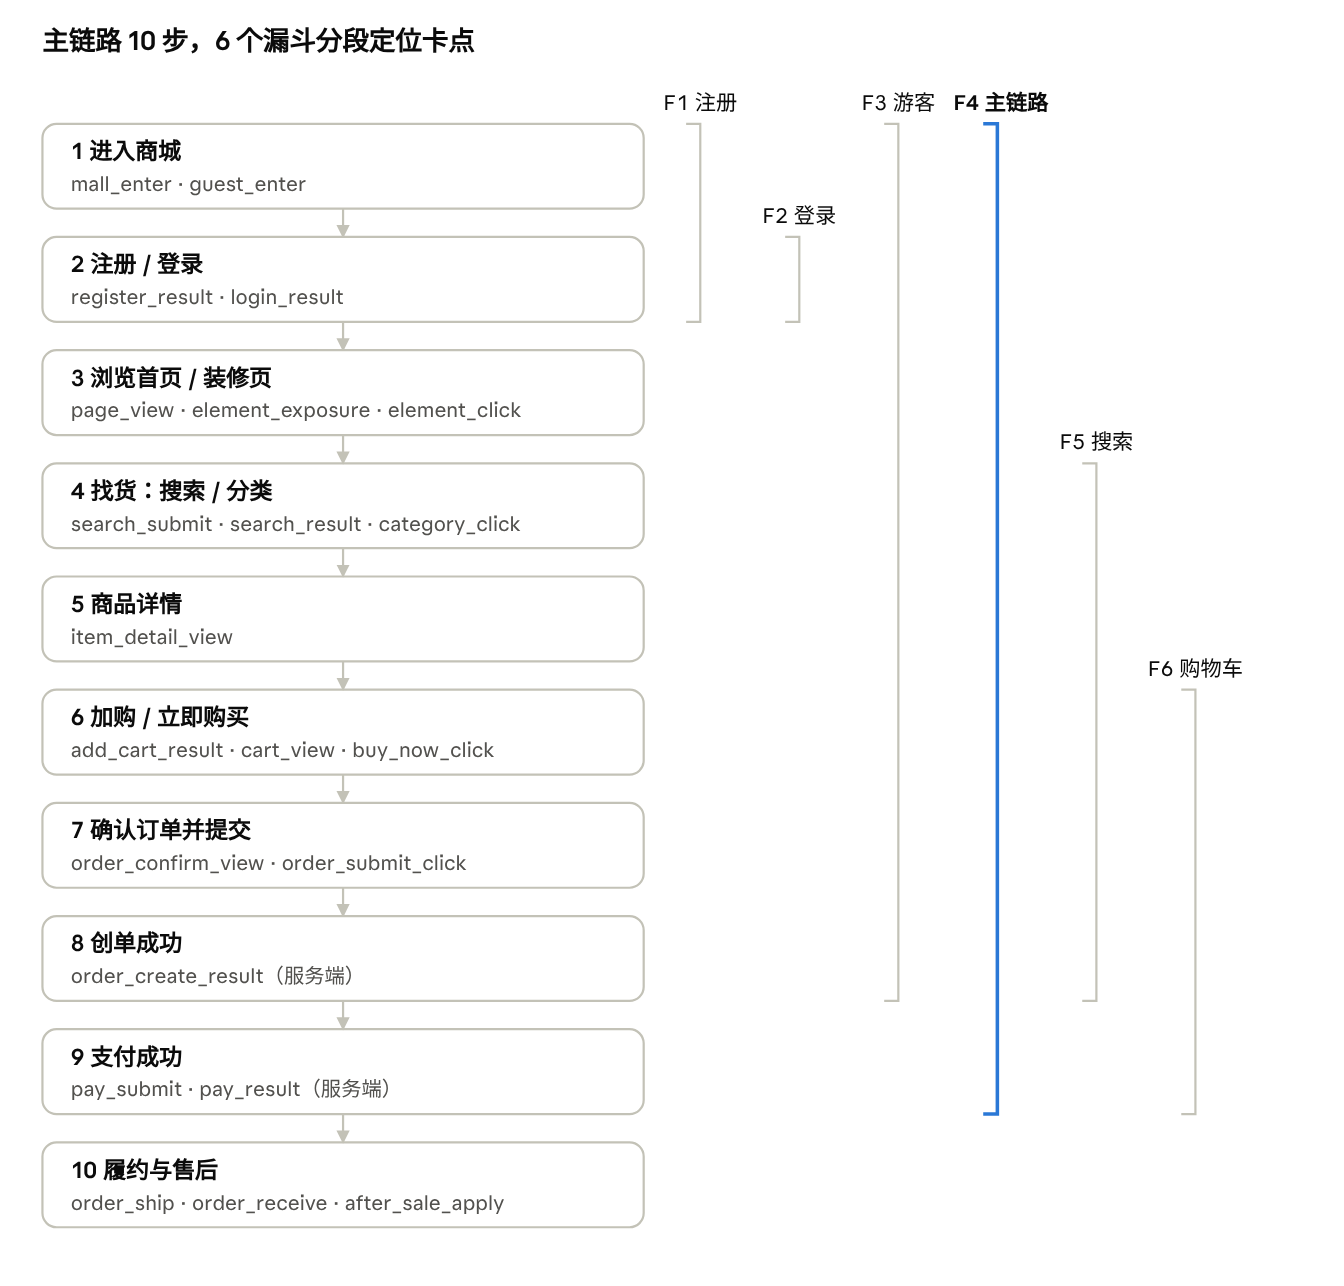 主链路 10 步，6 个漏斗分段定位卡点
F1 注册
F3 游客
F4 主链路
1 进入商城
mall_enter · guest_enter
F2 登录
2 注册 / 登录
register_result · login_result
3 浏览首页 / 装修页
page_view · element_exposure · element_click
F5 搜索
4 找货：搜索 / 分类
search_submit · search_result · category_click
5 商品详情
item_detail_view
F6 购物车
6 加购 / 立即购买
add_cart_result · cart_view · buy_now_click
7 确认订单并提交
order_confirm_view · order_submit_click
8 创单成功
order_create_result（服务端）
9 支付成功
pay_submit · pay_result（服务端）
10 履约与售后
order_ship · order_receive · after_sale_apply